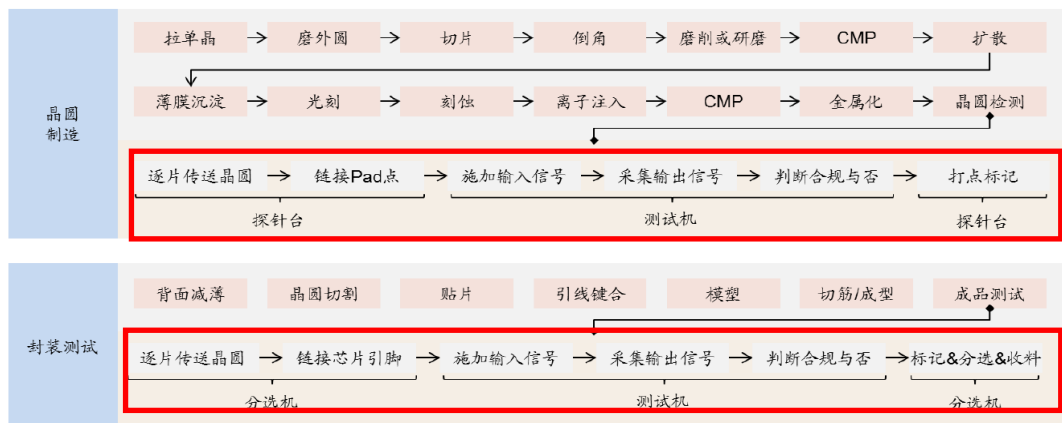 拉单晶 磨外圆 切片 倒角 磨削或研磨 CMP 扩散
薄膜沉淀 光刻 刻蚀 离子注入 CMP 金属化 晶圆检测
晶圆
制造
逐片传送晶圆 链接Pad点 施加输入信号 采集输出信号 判断合规与否 打点标记
探针台 测试机 探针台
背面减薄 晶圆切割 贴片 引线键合 模塑 切筋/成型 成品测试
封装测试
逐片传送晶圆 链接芯片引脚 施加输入信号 采集输出信号 判断合规与否 标记&分选&收料
分选机 测试机 分选机